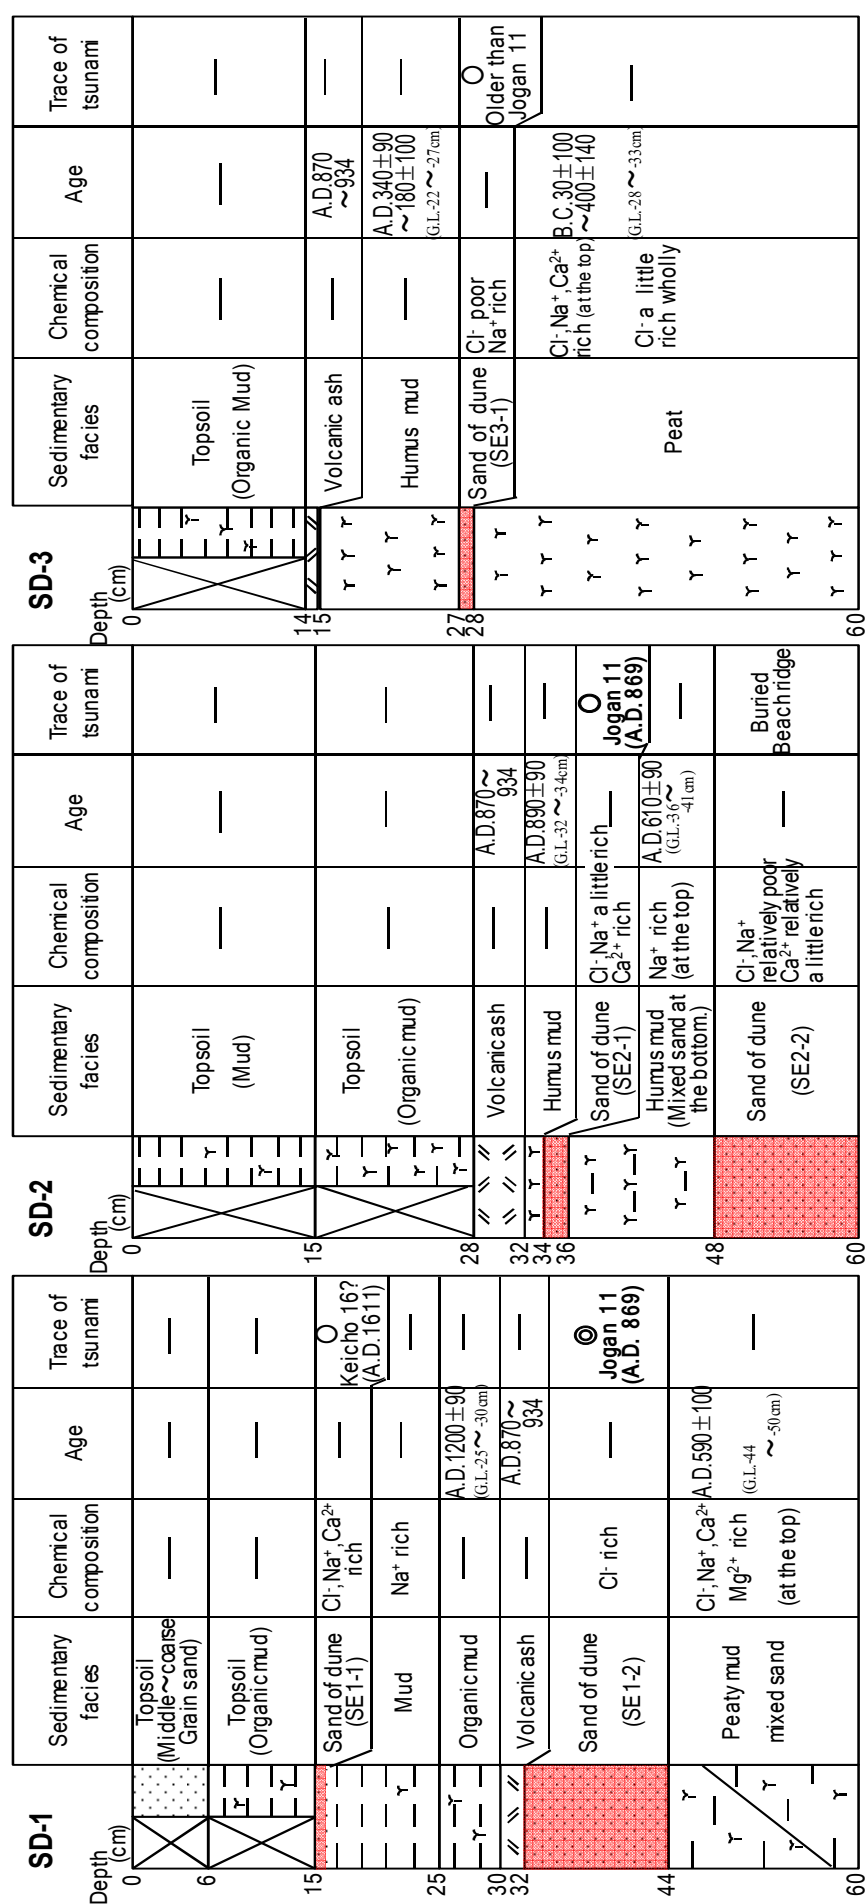 SD-1
Depth
(cm)
Sedimentary
facies
Chemical
composition
Age
Trace of
tsunami
0
Topsoil
(Middle～coarse
Grain sand)
—
—
—
6
Topsoil
(Organic mud)
—
—
—
15
Sand of dune
(SE1-1)
Cl⁻,Na⁺,Ca²⁺
rich
—
○
Keicho 16?
(A.D.1611)
Mud
Na⁺ rich
—
—
25
Organic mud
—
A.D.1200±90
(G.L.-25～-30cm)
—
30
Volcanic ash
—
A.D.870～
934
—
32
Sand of dune
(SE1-2)
Cl⁻ rich
—
◎
Jogan 11
(A.D. 869)
44
Peaty mud
mixed sand
Cl⁻,Na⁺,Ca²⁺
Mg²⁺ rich
(at the top)
A.D.590±100
(G.L.-44
～-50cm)
—
60
SD-2
Depth
(cm)
Sedimentary
facies
Chemical
composition
Age
Trace of
tsunami
0
Topsoil
(Mud)
—
—
—
15
Topsoil
(Organic mud)
—
—
—
28
Volcanic ash
—
A.D.870～
934
—
32
Humus mud
—
A.D.890±90
(G.L-32～-34cm)
—
34
Sand of dune
(SE2-1)
Cl⁻,Na⁺ a little rich
Ca²⁺ rich
—
○
Jogan 11
(A.D. 869)
36
Humus mud
(Mixed sand at
the bottom.)
Na⁺ rich
(at the top)
A.D.610±90
(G.L.-36～
-41cm)
—
48
Sand of dune
(SE2-2)
Cl⁻,Na⁺
relatively poor
Ca²⁺ relatively
a little rich
—
Buried
Beach ridge
60
SD-3
Depth
(cm)
Sedimentary
facies
Chemical
composition
Age
Trace of
tsunami
0
Topsoil
(Organic Mud)
—
—
—
14
Volcanic ash
—
A.D.870
～934
—
15
Humus mud
—
A.D.340±90
～180±100
(G.L.-22～-27cm)
—
27
Sand of dune
(SE3-1)
Cl⁻ poor
Na⁺ rich
—
○
Older than
Jogan 11
28
Peat
Cl⁻,Na⁺,Ca²⁺
rich (at the top)
Cl⁻ a little
rich wholly
B.C.30±100
～400±140
(G.L.-28～-33cm)
—
60